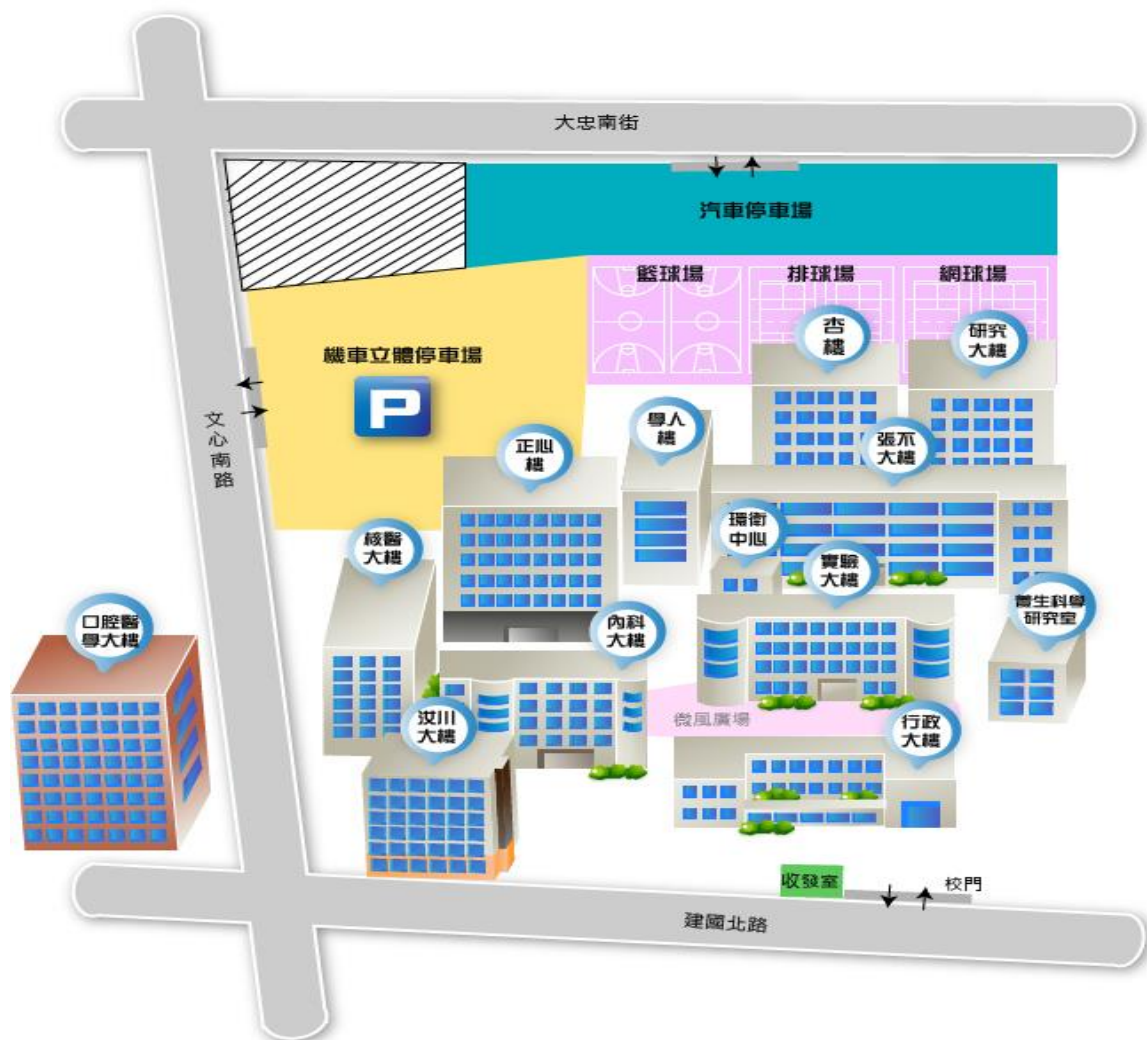 大忠南街
汽車停車場
籃球場
排球場
網球場
杏
樓
研究
大樓
機車立體停車場
P
文心南路
學人
樓
正心
樓
張不
大樓
環衛
中心
核醫
大樓
實驗
大樓
養生科學
研究室
口腔醫
學大樓
內科
大樓
微風廣場
汝川
大樓
行政
大樓
收發室
校門
建國北路